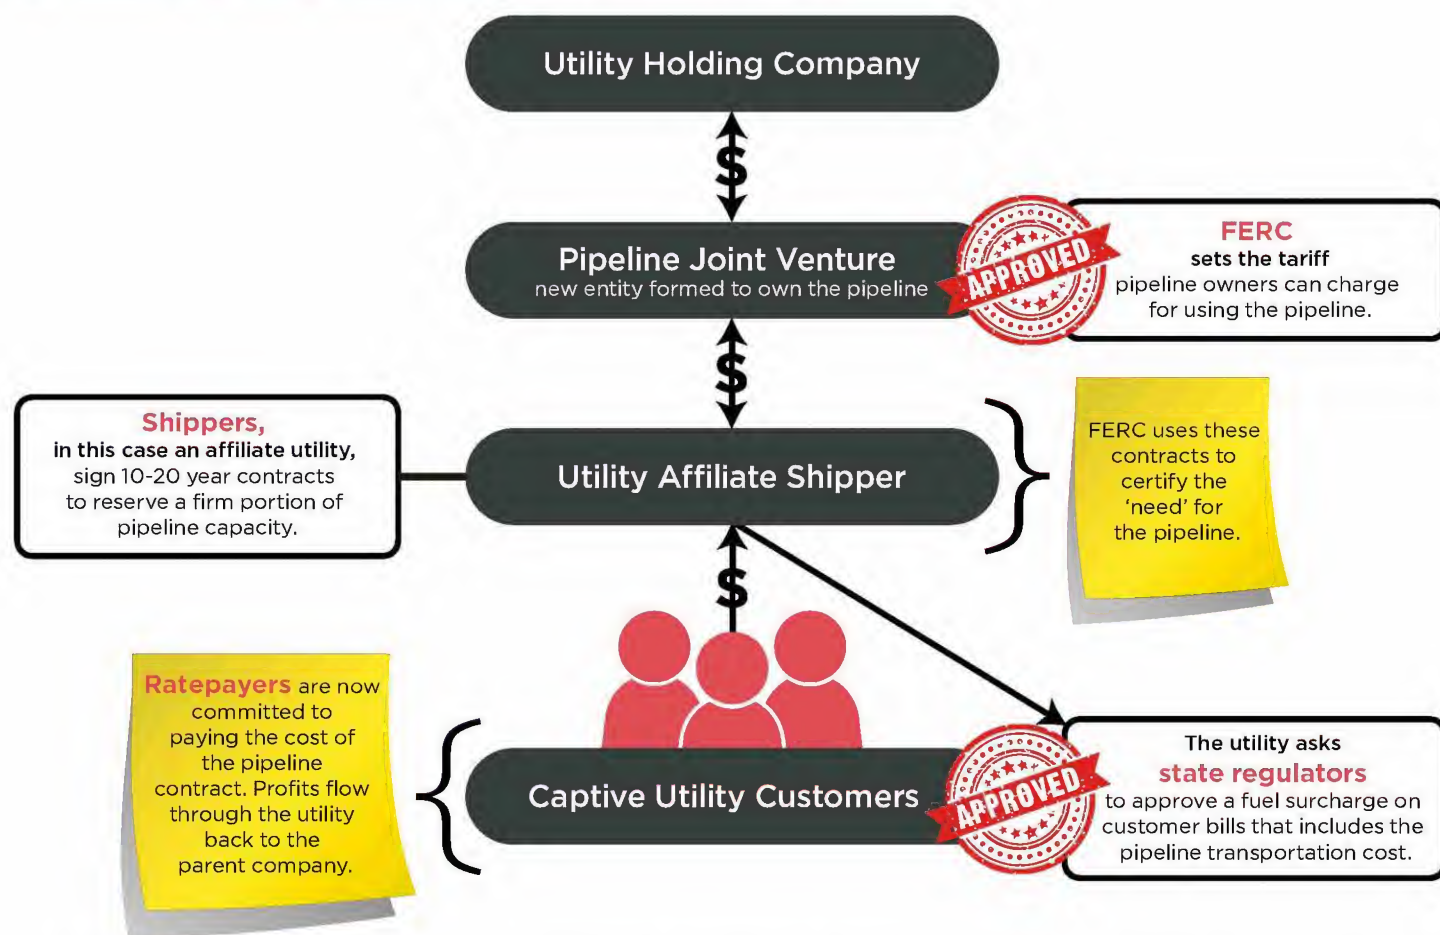 Utility Holding Company
$
Pipeline Joint Venture
new entity formed to own the pipeline
APPROVED
FERC
sets the tariff
pipeline owners can charge
for using the pipeline.
$
Shippers,
in this case an affiliate utility,
sign 10-20 year contracts
to reserve a firm portion of
pipeline capacity.
Utility Affiliate Shipper
FERC uses these
contracts to
certify the
‘need’ for
the pipeline.
$
Ratepayers are now
committed to
paying the cost of
the pipeline
contract. Profits flow
through the utility
back to the
parent company.
Captive Utility Customers
APPROVED
The utility asks
state regulators
to approve a fuel surcharge on
customer bills that includes the
pipeline transportation cost.